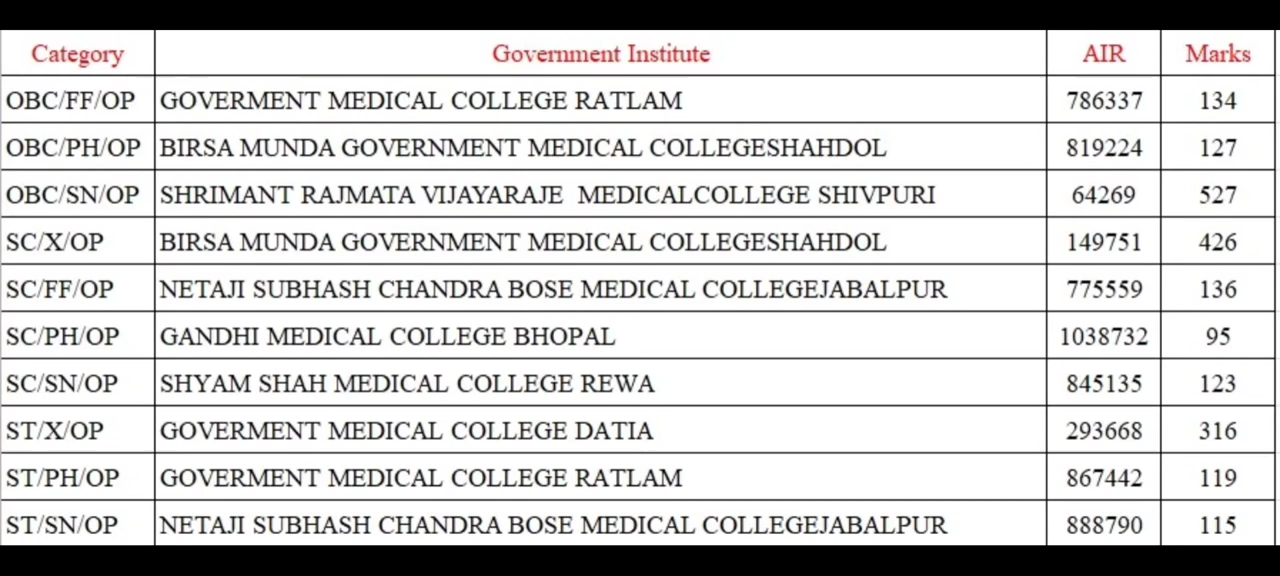 Category Government Institute AIR Marks
OBC/FF/OP GOVERMENT MEDICAL COLLEGE RATLAM 786337 134
OBC/PH/OP BIRSA MUNDA GOVERNMENT MEDICAL COLLEGESHAHDOL 819224 127
OBC/SN/OP SHRIMANT RAJMATA VIJAYARAJE MEDICALCOLLEGE SHIVPURI 64269 527
SC/X/OP BIRSA MUNDA GOVERNMENT MEDICAL COLLEGESHAHDOL 149751 426
SC/FF/OP NETAJI SUBHASH CHANDRA BOSE MEDICAL COLLEGEJABALPUR 775559 136
SC/PH/OP GANDHI MEDICAL COLLEGE BHOPAL 1038732 95
SC/SN/OP SHYAM SHAH MEDICAL COLLEGE REWA 845135 123
ST/X/OP GOVERMENT MEDICAL COLLEGE DATIA 293668 316
ST/PH/OP GOVERMENT MEDICAL COLLEGE RATLAM 867442 119
ST/SN/OP NETAJI SUBHASH CHANDRA BOSE MEDICAL COLLEGEJABALPUR 888790 115